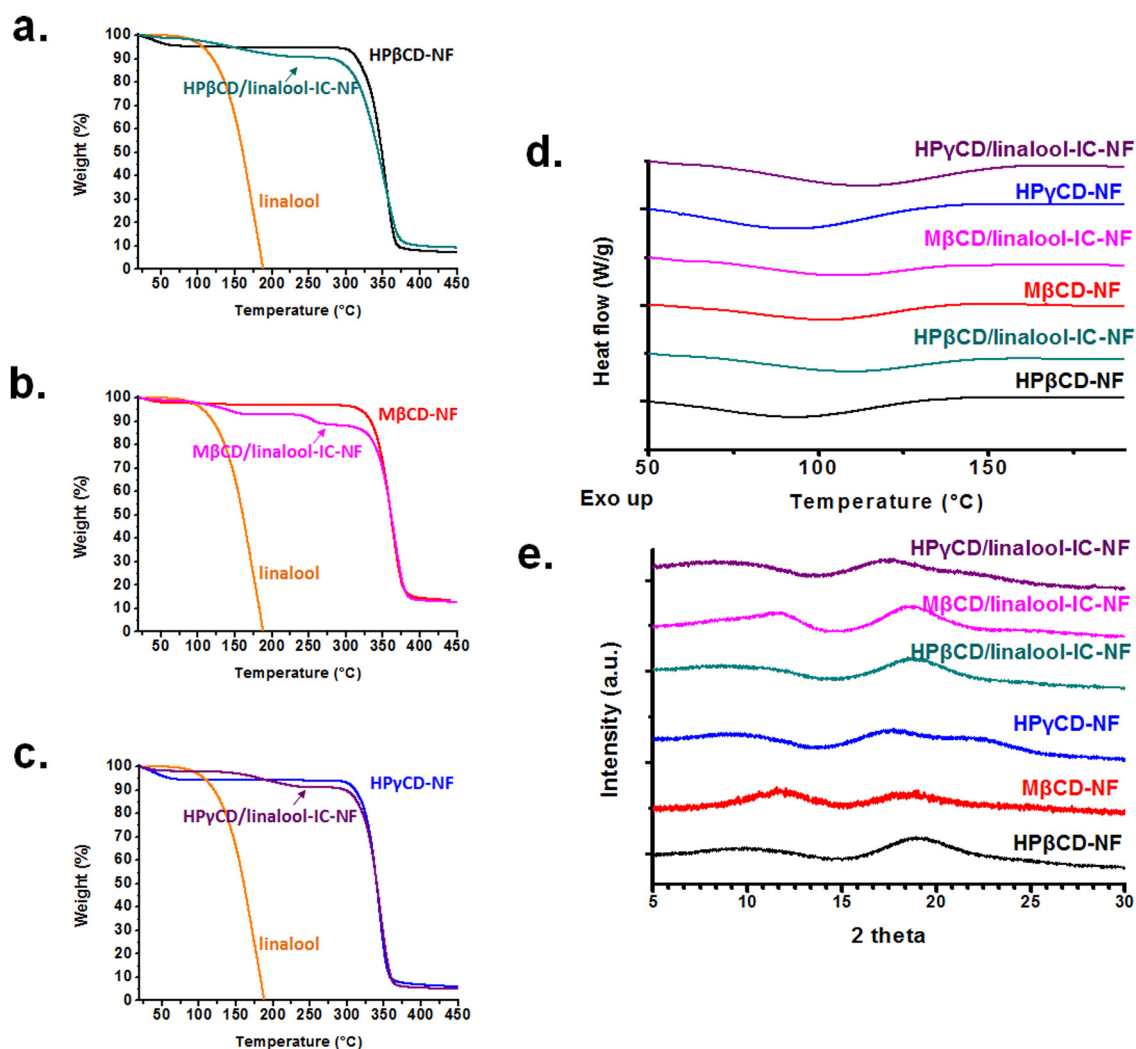 a.
100
90
80
70
60
50
40
30
20
10
0
Weight (%)
HPβCD-NF
HPβCD/linalool-IC-NF
linalool
50 100 150 200 250 300 350 400 450
Temperature (°C)
b.
100
90
80
70
60
50
40
30
20
10
0
Weight (%)
MβCD-NF
MβCD/linalool-IC-NF
linalool
50 100 150 200 250 300 350 400 450
Temperature (°C)
c.
100
90
80
70
60
50
40
30
20
10
0
Weight (%)
HPγCD-NF
HPγCD/linalool-IC-NF
linalool
50 100 150 200 250 300 350 400 450
Temperature (°C)
d.
Heat flow (W/g)
HPγCD/linalool-IC-NF
HPγCD-NF
MβCD/linalool-IC-NF
MβCD-NF
HPβCD/linalool-IC-NF
HPβCD-NF
50 100 150
Exo up Temperature (°C)
e.
Intensity (a.u.)
HPγCD/linalool-IC-NF
MβCD/linalool-IC-NF
HPβCD/linalool-IC-NF
HPγCD-NF
MβCD-NF
HPβCD-NF
5 10 15 20 25 30
2 theta